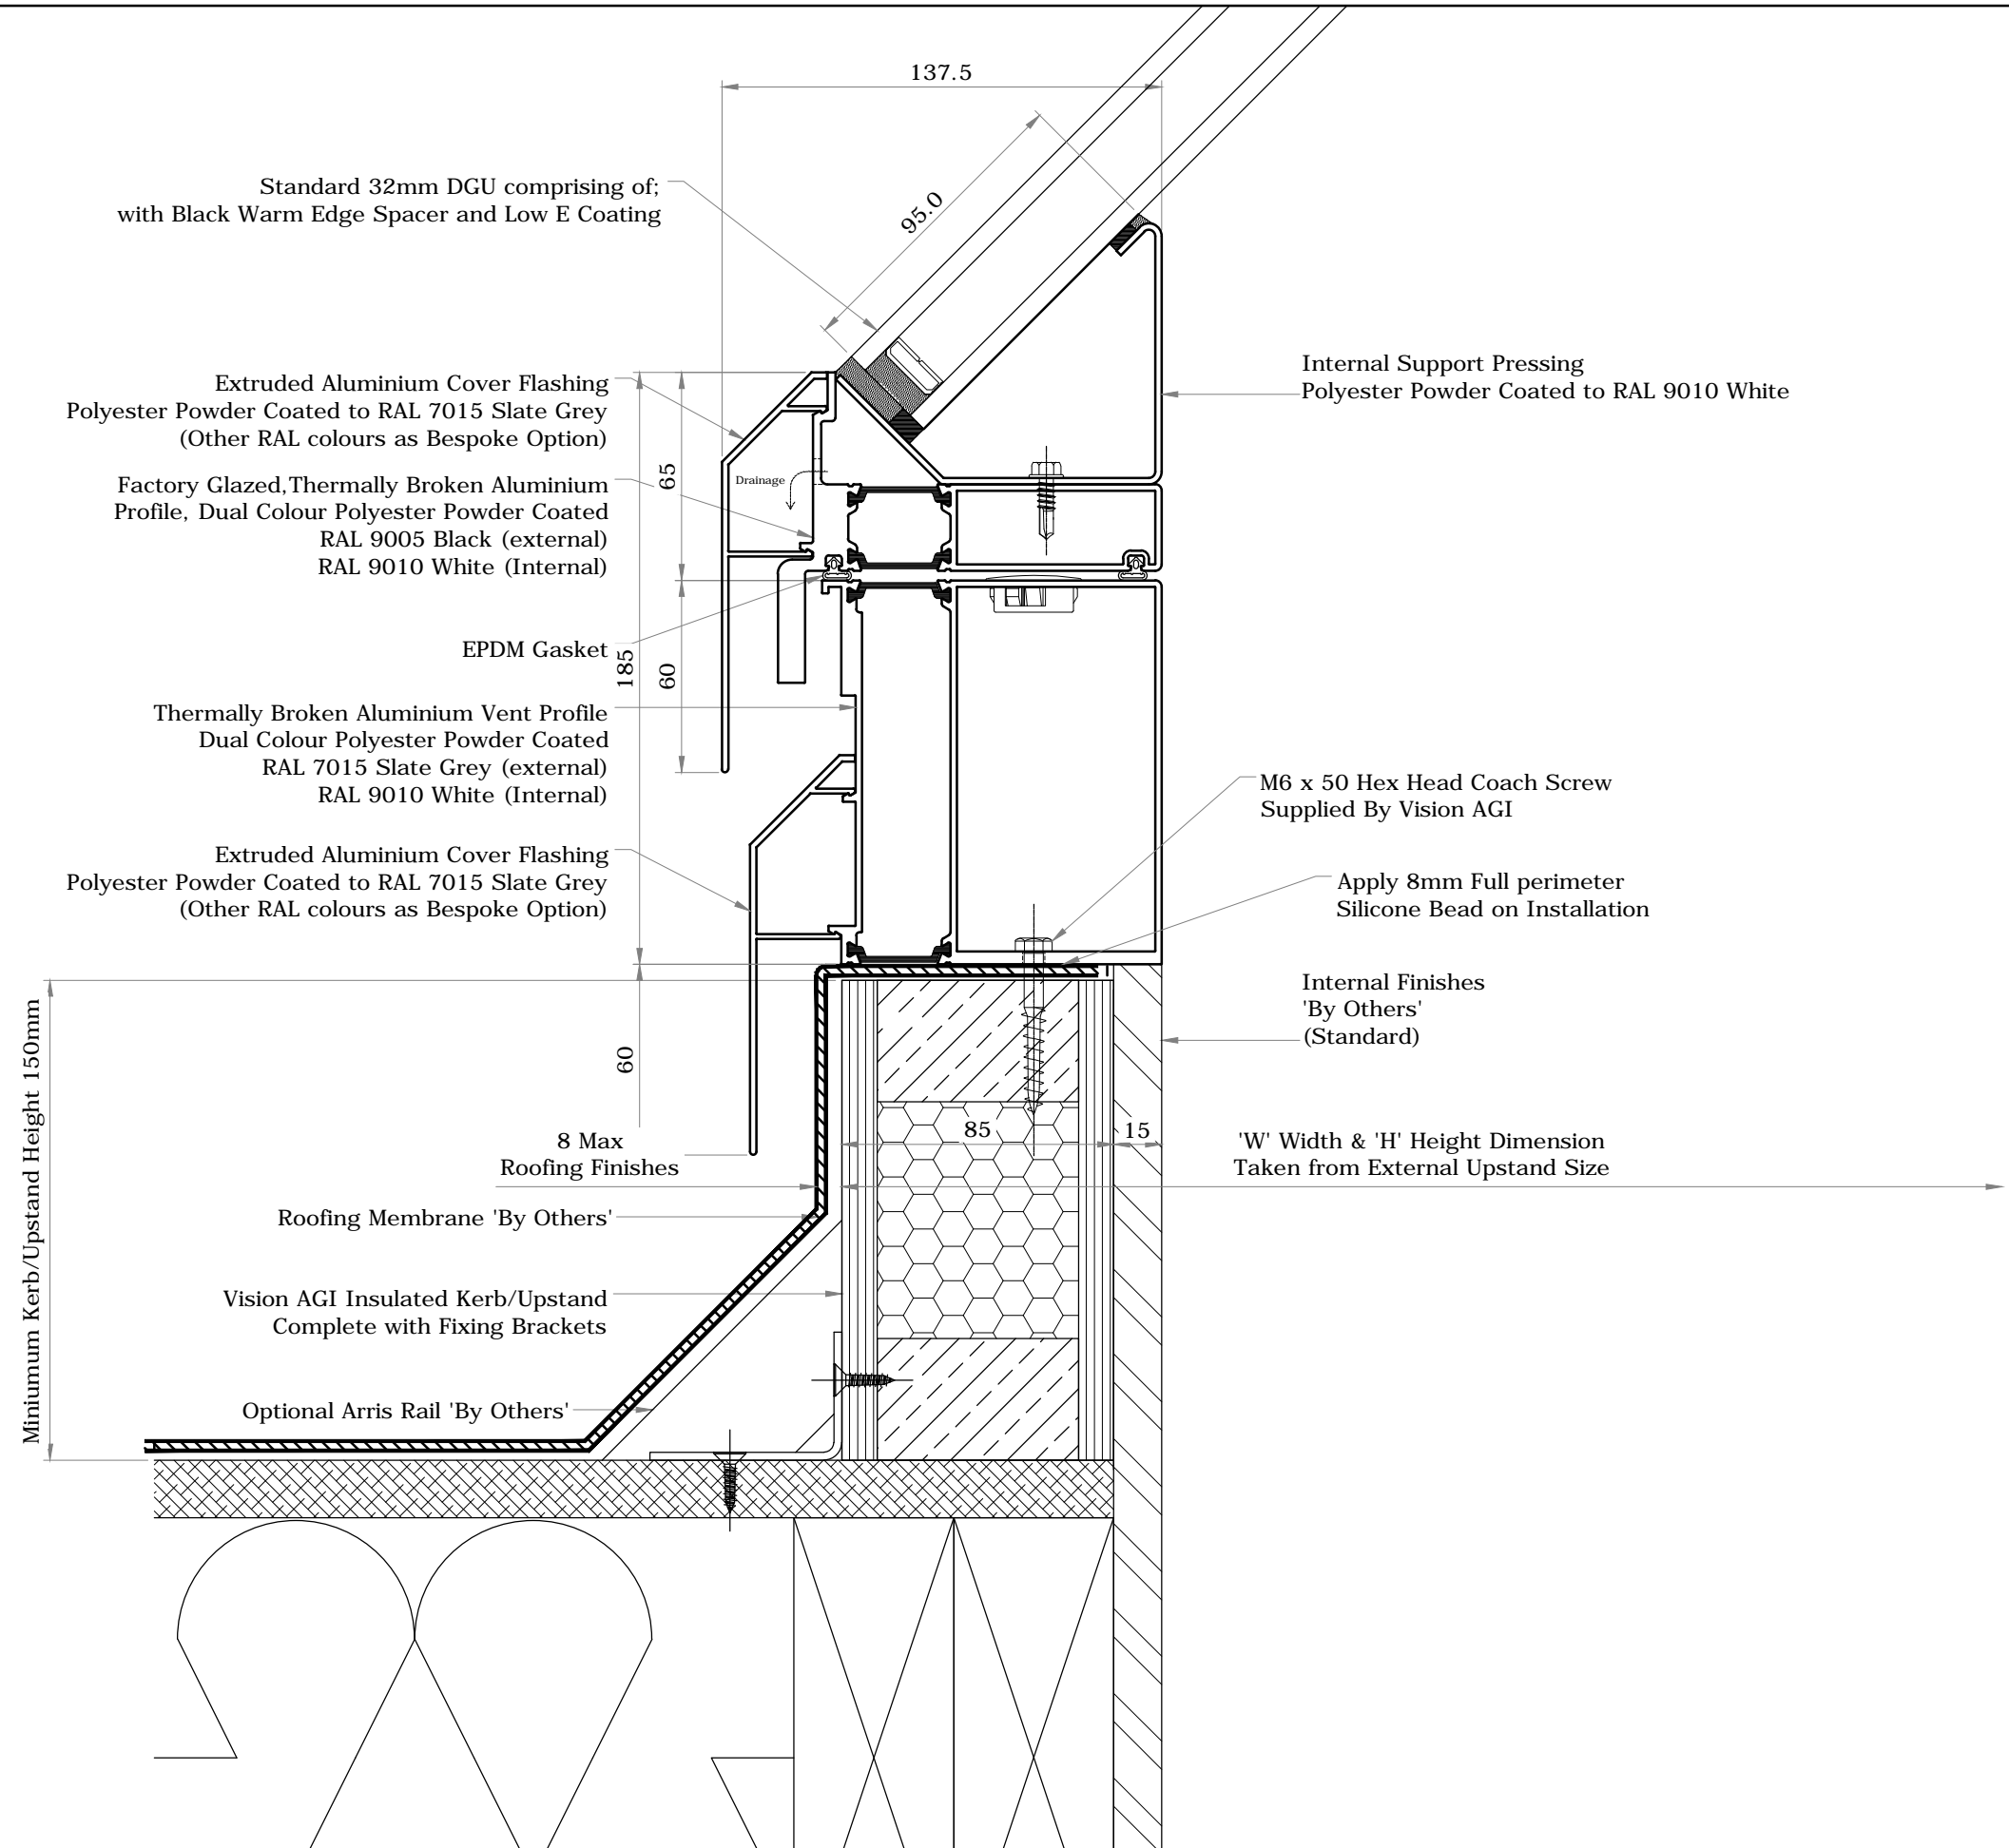 137.5
Standard 32mm DGU comprising of;
with Black Warm Edge Spacer and Low E Coating
95.0
Extruded Aluminium Cover Flashing
Polyester Powder Coated to RAL 7015 Slate Grey
(Other RAL colours as Bespoke Option)
Internal Support Pressing
Polyester Powder Coated to RAL 9010 White
65
Drainage
Factory Glazed,Thermally Broken Aluminium
Profile, Dual Colour Polyester Powder Coated
RAL 9005 Black (external)
RAL 9010 White (Internal)
EPDM Gasket
185
60
Thermally Broken Aluminium Vent Profile
Dual Colour Polyester Powder Coated
RAL 7015 Slate Grey (external)
RAL 9010 White (Internal)
M6 x 50 Hex Head Coach Screw
Supplied By Vision AGI
Extruded Aluminium Cover Flashing
Polyester Powder Coated to RAL 7015 Slate Grey
(Other RAL colours as Bespoke Option)
Apply 8mm Full perimeter
Silicone Bead on Installation
Internal Finishes
'By Others'
(Standard)
Miniumum Kerb/Upstand Height 150mm
60
85
15
8 Max
Roofing Finishes
'W' Width & 'H' Height Dimension
Taken from External Upstand Size
Roofing Membrane 'By Others'
Vision AGI Insulated Kerb/Upstand
Complete with Fixing Brackets
Optional Arris Rail 'By Others'